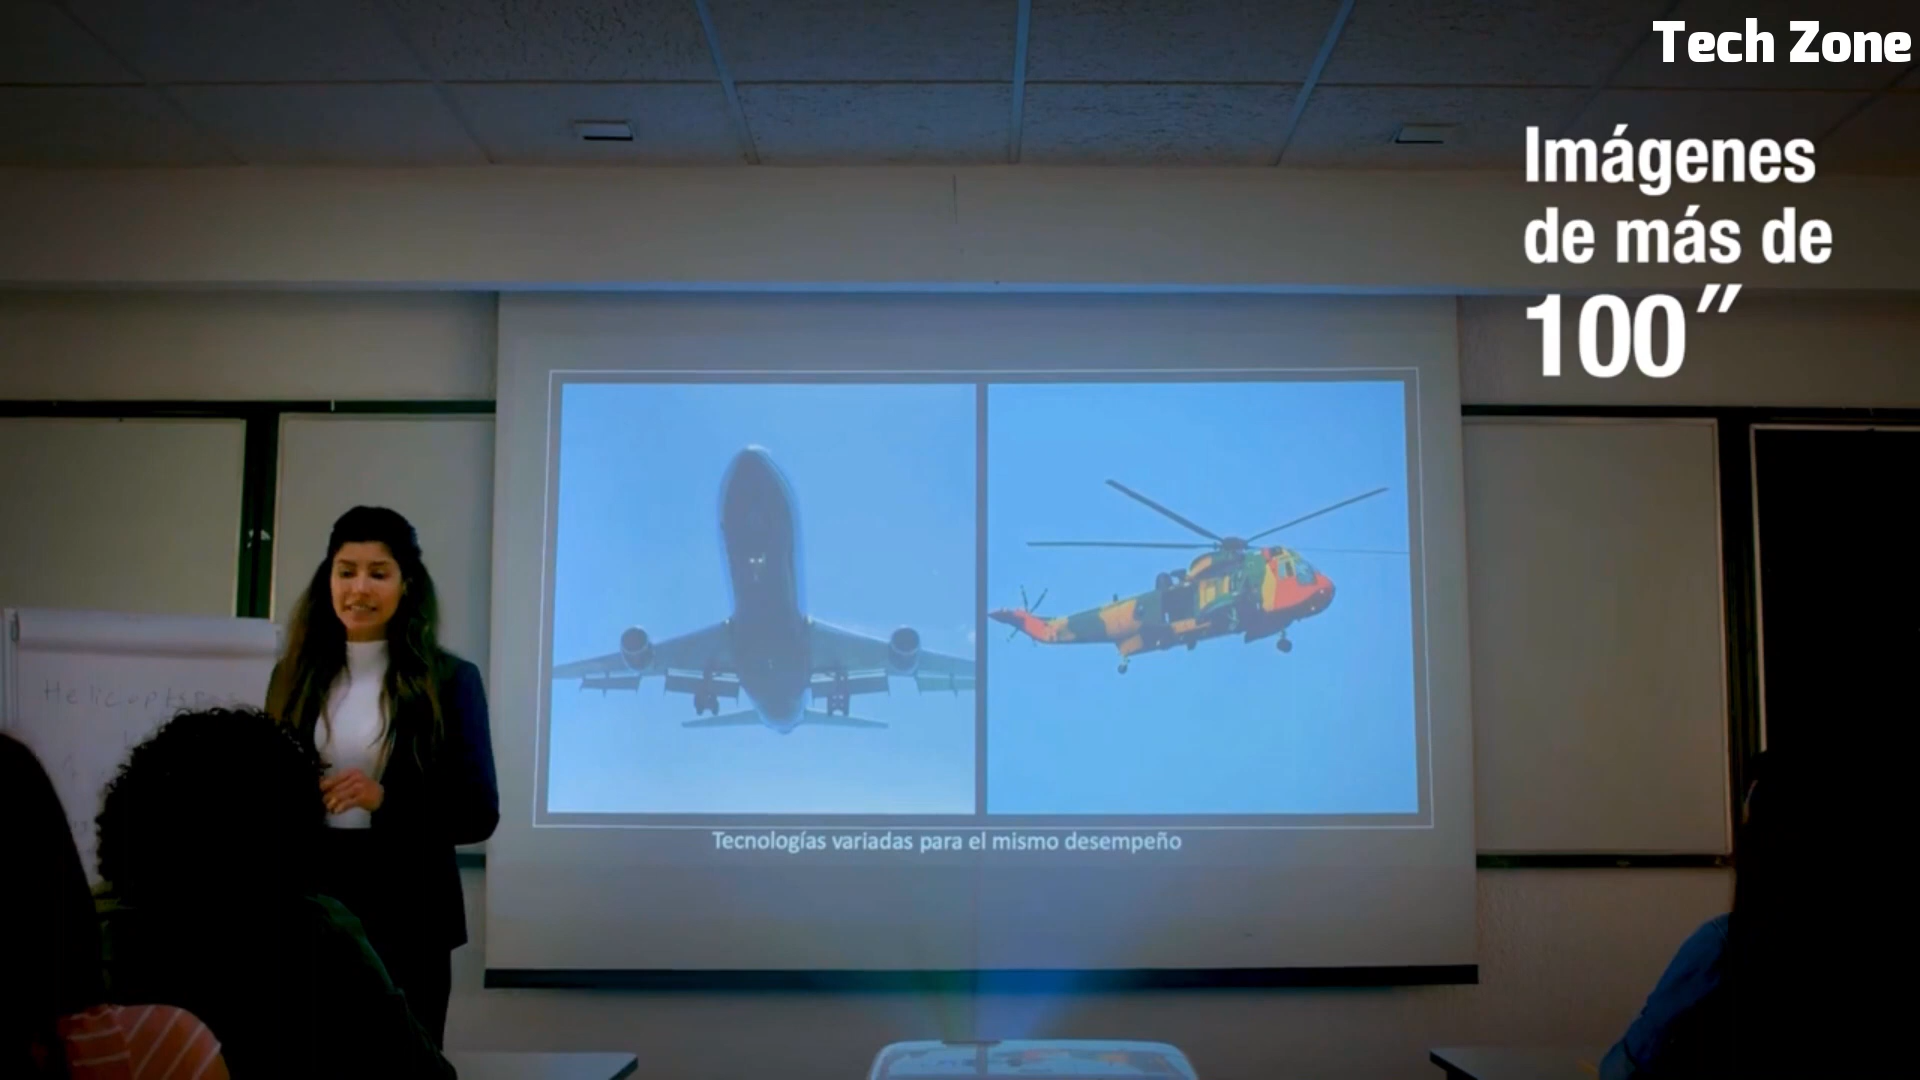 Tech Zone
Imágenes
de más de
100″
Tecnologías variadas para el mismo desempeño